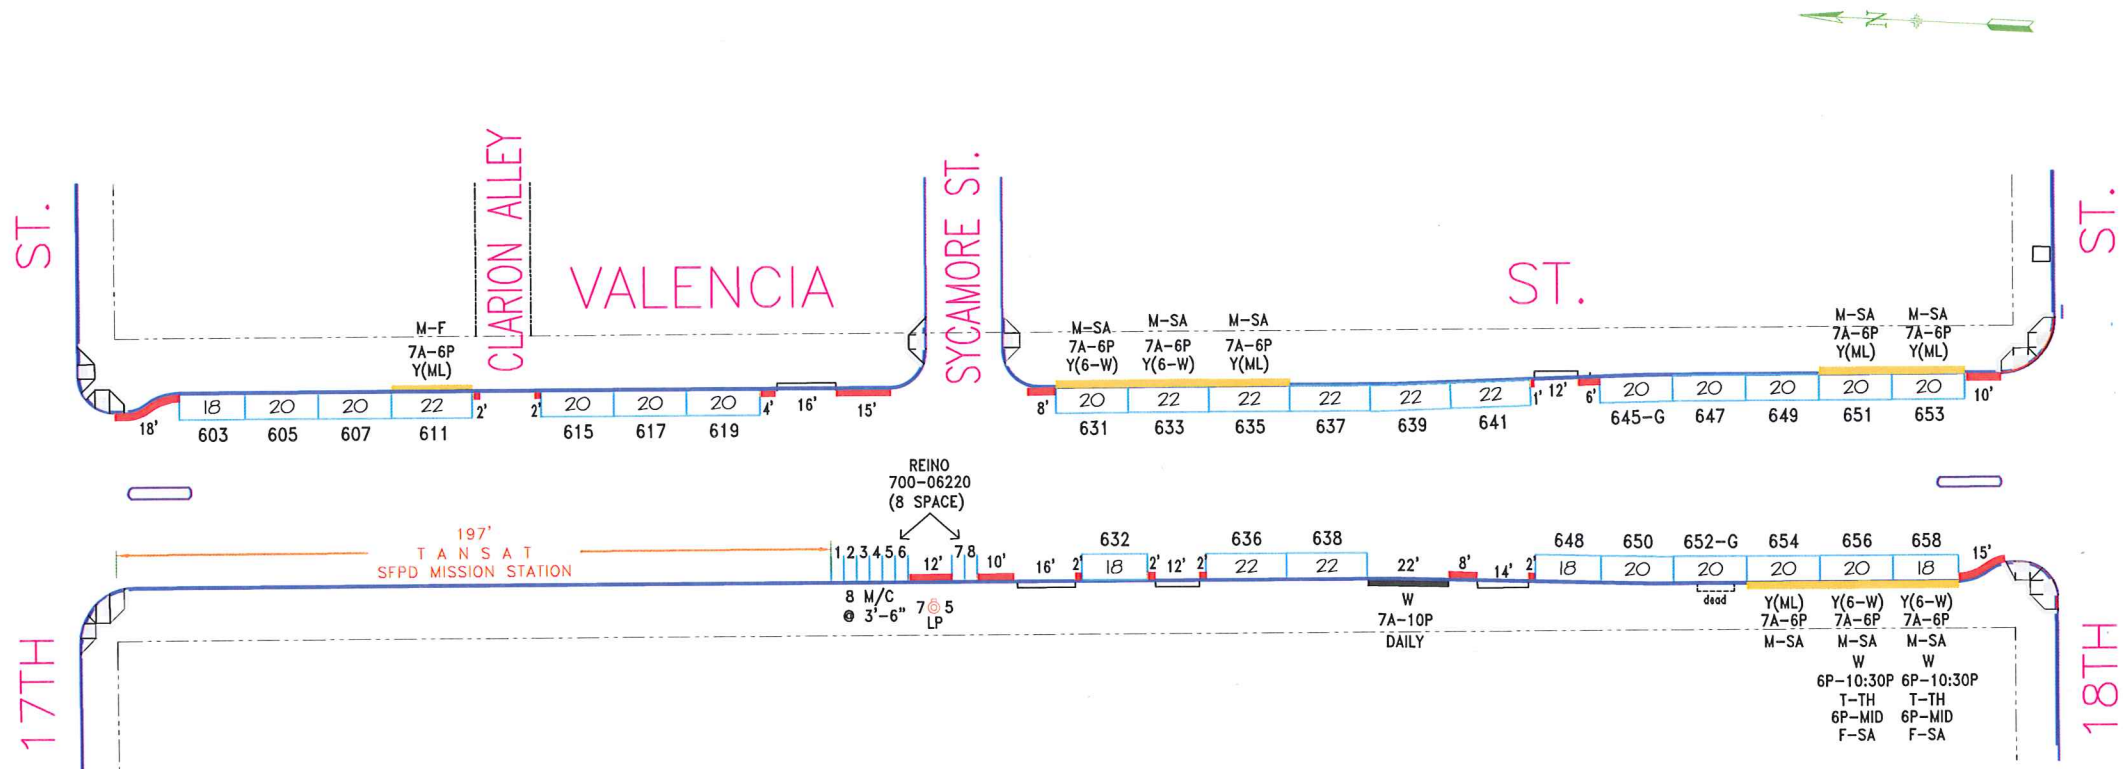 N
ST.
CLARION ALLEY
VALENCIA
SYCAMORE ST.
ST.
ST.
M-F
7A-6P
Y(ML)
M-SA
7A-6P
Y(6-W)
M-SA
7A-6P
Y(6-W)
M-SA
7A-6P
Y(ML)
M-SA
7A-6P
Y(ML)
M-SA
7A-6P
Y(ML)
18' 18 20 20 22 2' 2' 20 20 20 4' 16' 15' 8' 20 22 22 22 22 22 1' 12' 6' 20 20 20 20 20 10'
603 605 607 611 615 617 619 631 633 635 637 639 641 645-G 647 649 651 653
REINO
700-06220
(8 SPACE)
197'
TANSAT
SFPD MISSION STATION
632 636 638 648 650 652-G 654 656 658
1 2 3 4 5 6 12' 7 8 10' 16' 2' 18 2' 12' 2' 22 22 22' 8' 14' 2' 18 20 20 20 20 18 15'
8 M/C
@ 3'-6"
7 5
LP
W
7A-10P
DAILY
dead
Y(ML)
7A-6P
M-SA
Y(6-W)
7A-6P
M-SA
W
6P-10:30P
T-TH
6P-MID
F-SA
Y(6-W)
7A-6P
M-SA
W
6P-10:30P
T-TH
6P-MID
F-SA
17TH
18TH